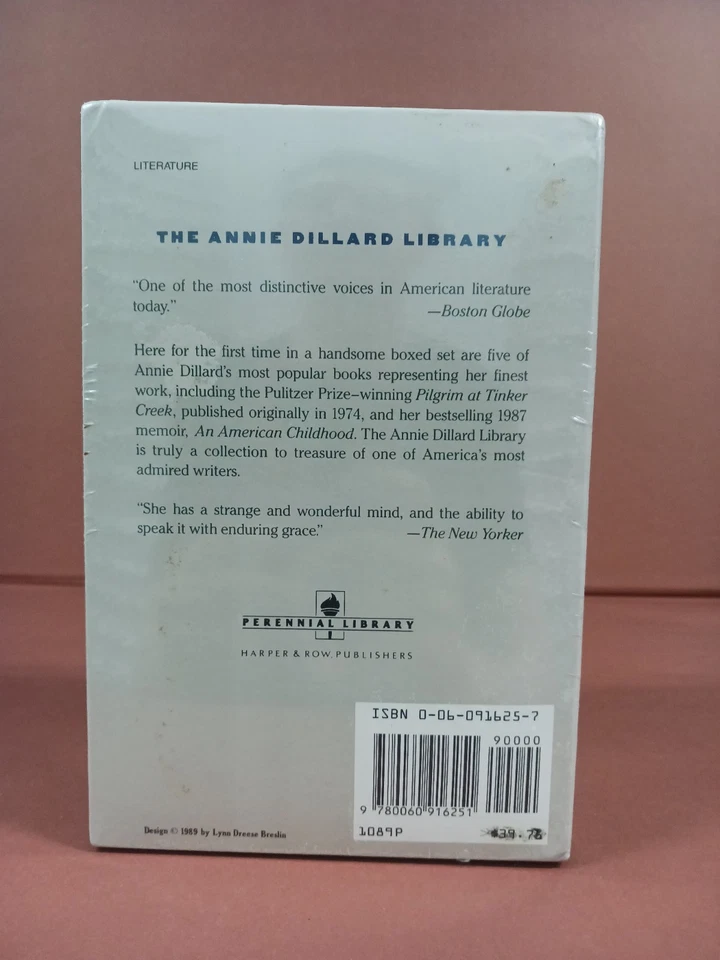 LITERATURE
THE ANNIE DILLARD LIBRARY
“One of the most distinctive voices in American literature
today.” —Boston Globe
Here for the first time in a handsome boxed set are five of
Annie Dillard’s most popular books representing her finest
work, including the Pulitzer Prize–winning Pilgrim at Tinker
Creek, published originally in 1974, and her bestselling 1987
memoir, An American Childhood. The Annie Dillard Library
is truly a collection to treasure of one of America’s most
admired writers.
“She has a strange and wonderful mind, and the ability to
speak it with enduring grace.” —The New Yorker
PERENNIAL LIBRARY
HARPER & ROW, PUBLISHERS
ISBN 0-06-091625-7
90000
9 780060 916251
1089P
Design © 1989 by Lynn Dreese Breslin